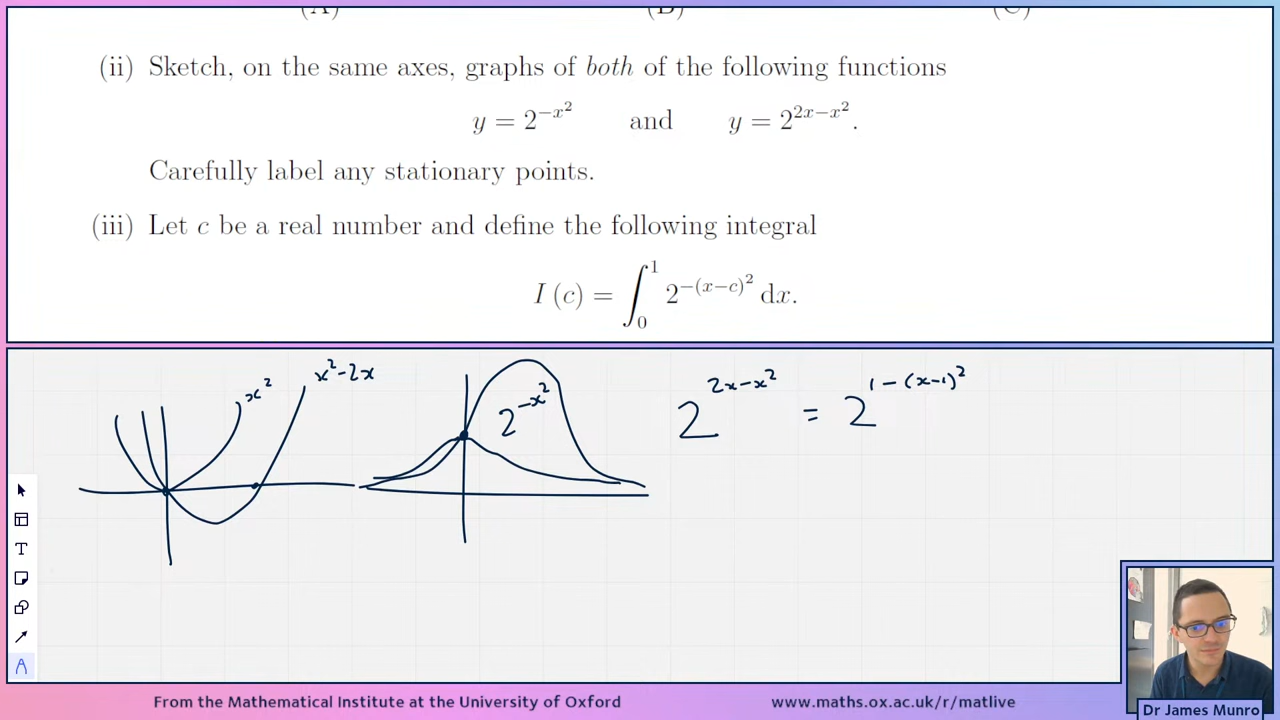 (A) (B) (C)
(ii) Sketch, on the same axes, graphs of both of the following functions
y = 2^{-x^2} and y = 2^{2x-x^2}.
Carefully label any stationary points.
(iii) Let c be a real number and define the following integral
I (c) = ∫_0^1 2^{-(x-c)^2} dx.
x^2
x^2-2x
2^{-x^2}
2^{2x-x^2} = 2^{1-(x-1)^2}
From the Mathematical Institute at the University of Oxford
www.maths.ox.ac.uk/r/matlive
Dr James Munro